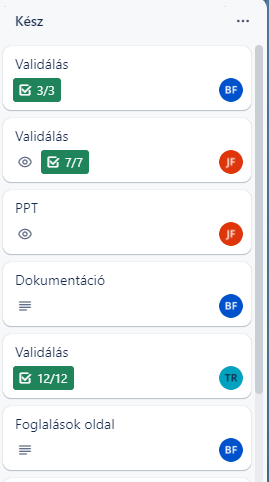 Kész
Validálás
3/3 BF
Validálás
7/7 JF
PPT
JF
Dokumentáció
BF
Validálás
12/12 TR
Foglalások oldal
BF